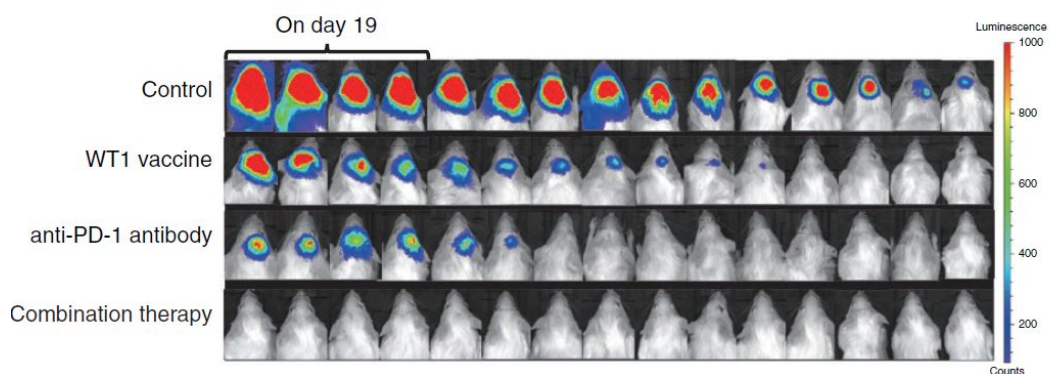 On day 19
Luminescence
1000
Control
800
WT1 vaccine
600
anti-PD-1 antibody
400
Combination therapy
200
Counts